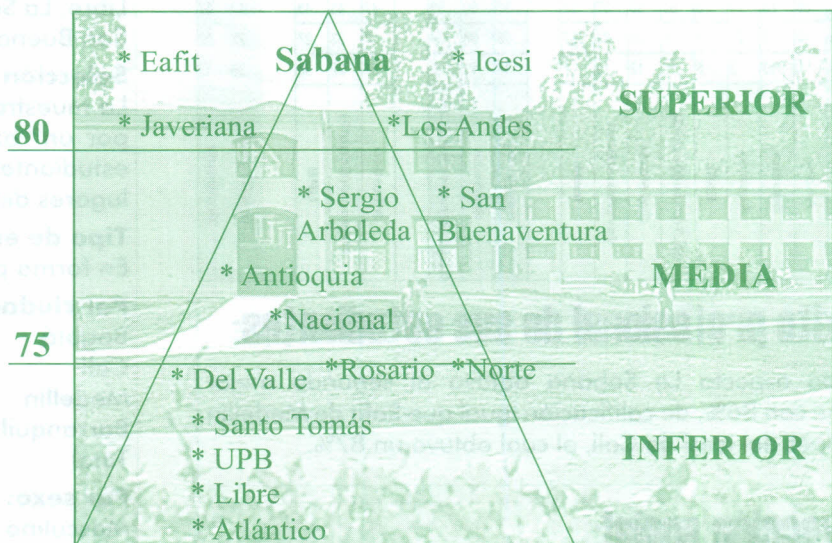 * Eafit Sabana * Icesi
SUPERIOR
* Javeriana *Los Andes
80
* Sergio Arboleda
* San Buenaventura
* Antioquia
MEDIA
*Nacional
75
* Del Valle *Rosario *Norte
* Santo Tomás
* UPB
INFERIOR
* Libre
* Atlántico